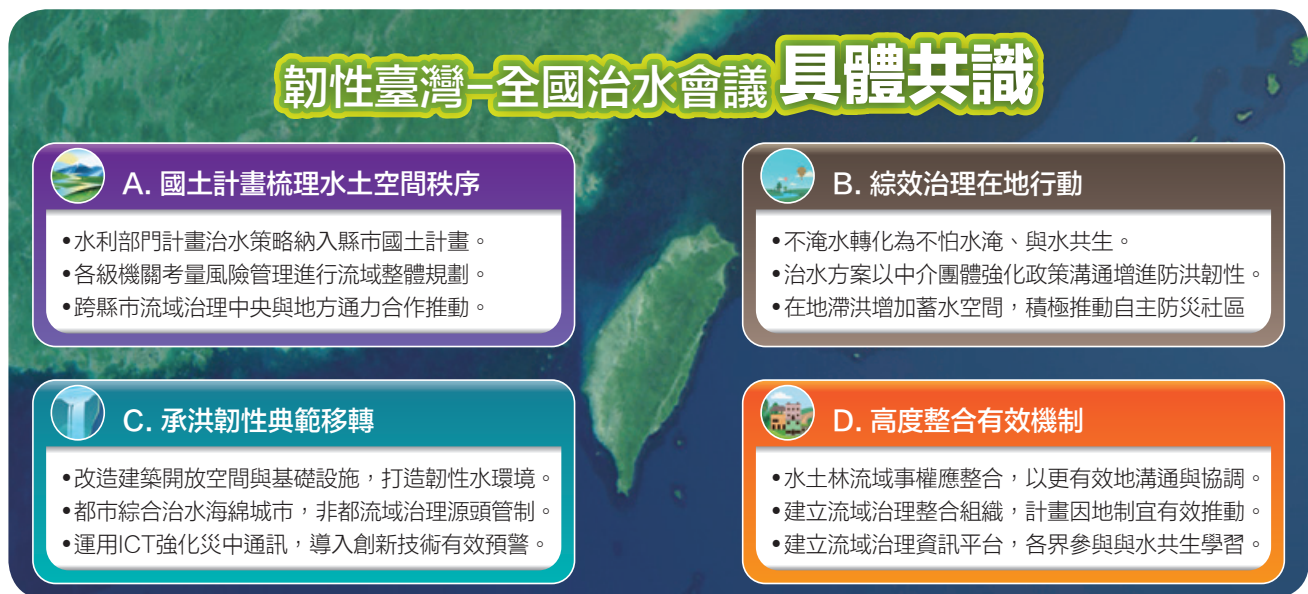 韌性臺灣-全國治水會議 具體共識
A. 國土計畫梳理水土空間秩序
•水利部門計畫治水策略納入縣市國土計畫。
•各級機關考量風險管理進行流域整體規劃。
•跨縣市流域治理中央與地方通力合作推動。
B. 綜效治理在地行動
•不淹水轉化為不怕水淹、與水共生。
•治水方案以中介團體強化政策溝通增進防洪韌性。
•在地滯洪增加蓄水空間，積極推動自主防災社區
C. 承洪韌性典範移轉
•改造建築開放空間與基礎設施，打造韌性水環境。
•都市綜合治水海綿城市，非都流域治理源頭管制。
•運用ICT強化災中通訊，導入創新技術有效預警。
D. 高度整合有效機制
•水土林流域事權應整合，以更有效地溝通與協調。
•建立流域治理整合組織，計畫因地制宜有效推動。
•建立流域治理資訊平台，各界參與與水共生學習。